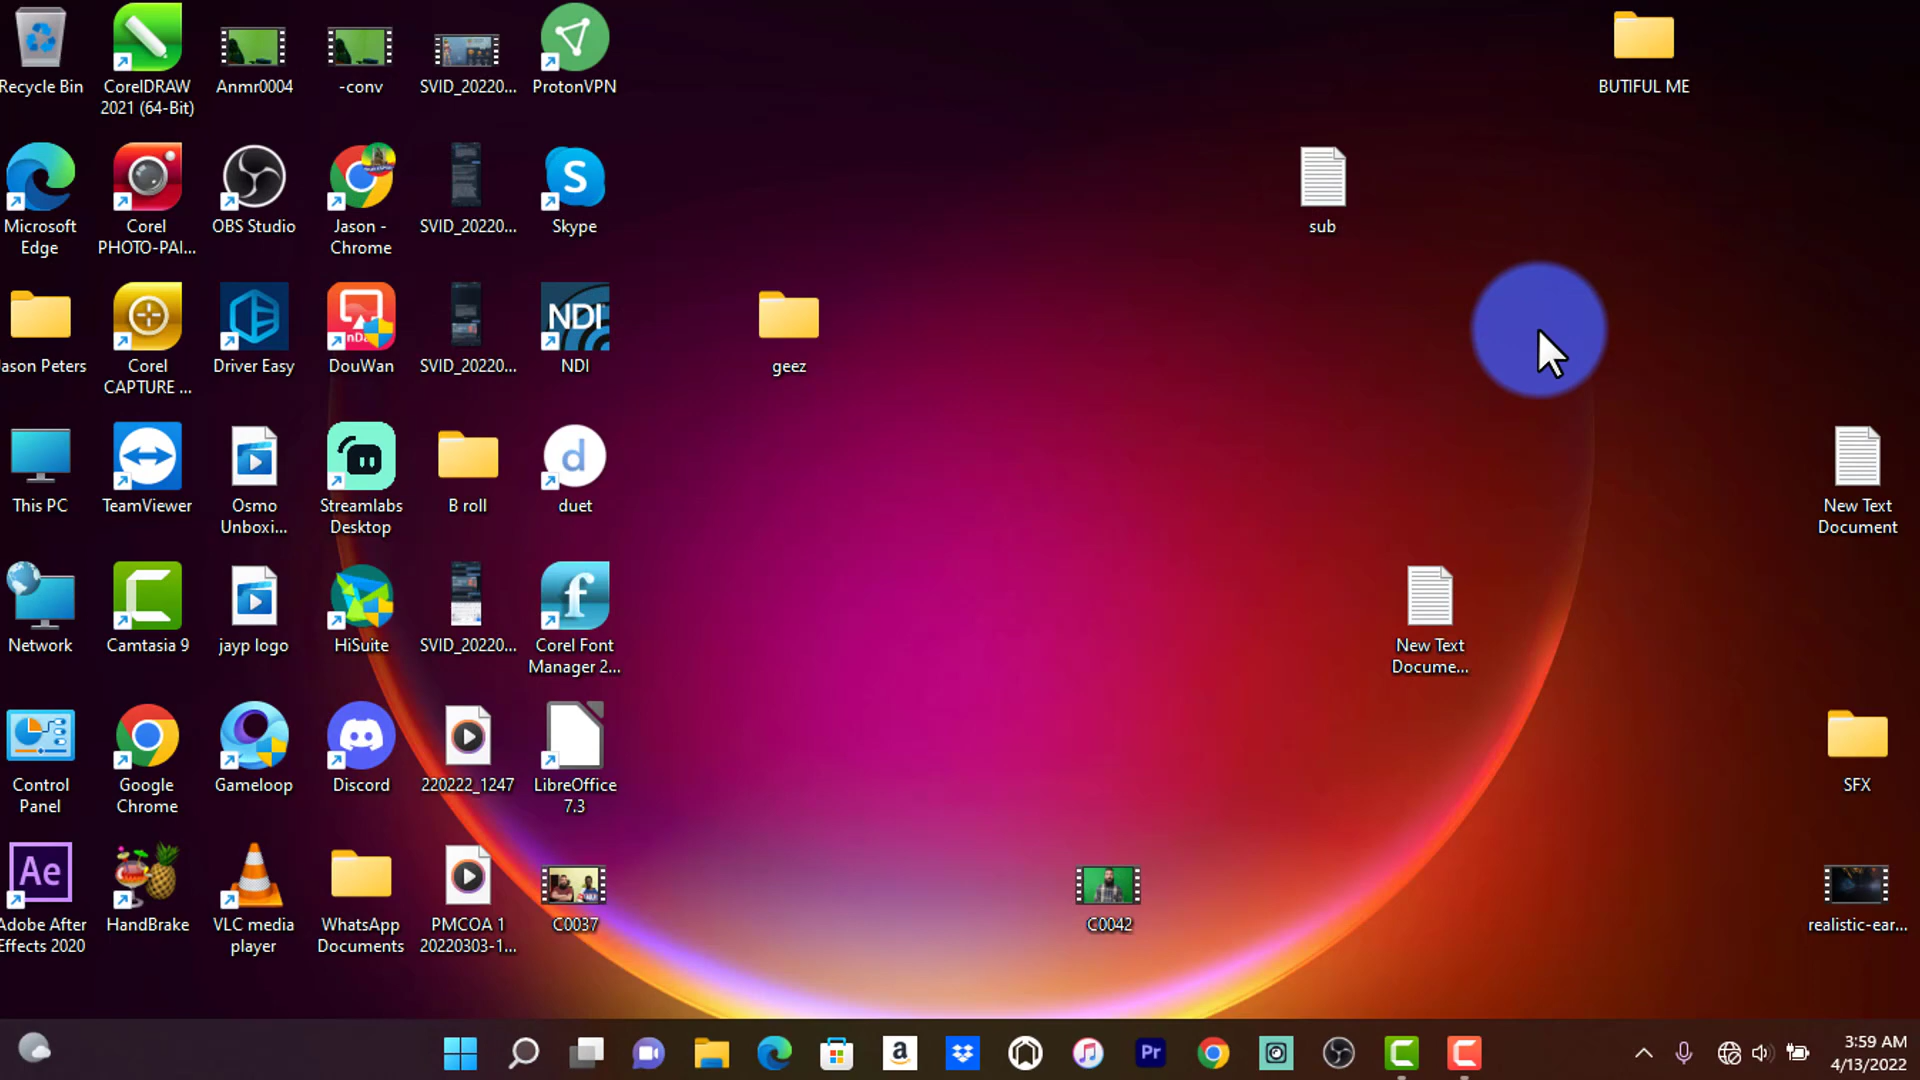 Recycle Bin
CorelDRAW
2021 (64-Bit)
Anmr0004
-conv
SVID_20220...
ProtonVPN
BUTIFUL ME
Microsoft
Edge
Corel
PHOTO-PAI...
OBS Studio
Jason -
Chrome
SVID_20220...
S
Skype
sub
Jason Peters
Corel
CAPTURE ...
Driver Easy
DouWan
SVID_20220...
NDI
NDI
geez
This PC
TeamViewer
Osmo
Unboxi...
Streamlabs
Desktop
B roll
d
duet
New Text
Document
Network
Camtasia 9
jayp logo
HiSuite
SVID_20220...
f
Corel Font
Manager 2...
New Text
Docume...
Control
Panel
Google
Chrome
Gameloop
Discord
220222_1247
LibreOffice
7.3
SFX
Ae
Adobe After
Effects 2020
HandBrake
VLC media
player
WhatsApp
Documents
PMCOA 1
20220303-1...
C0037
C0042
realistic-ear...
a
Pr
3:59 AM
4/13/2022